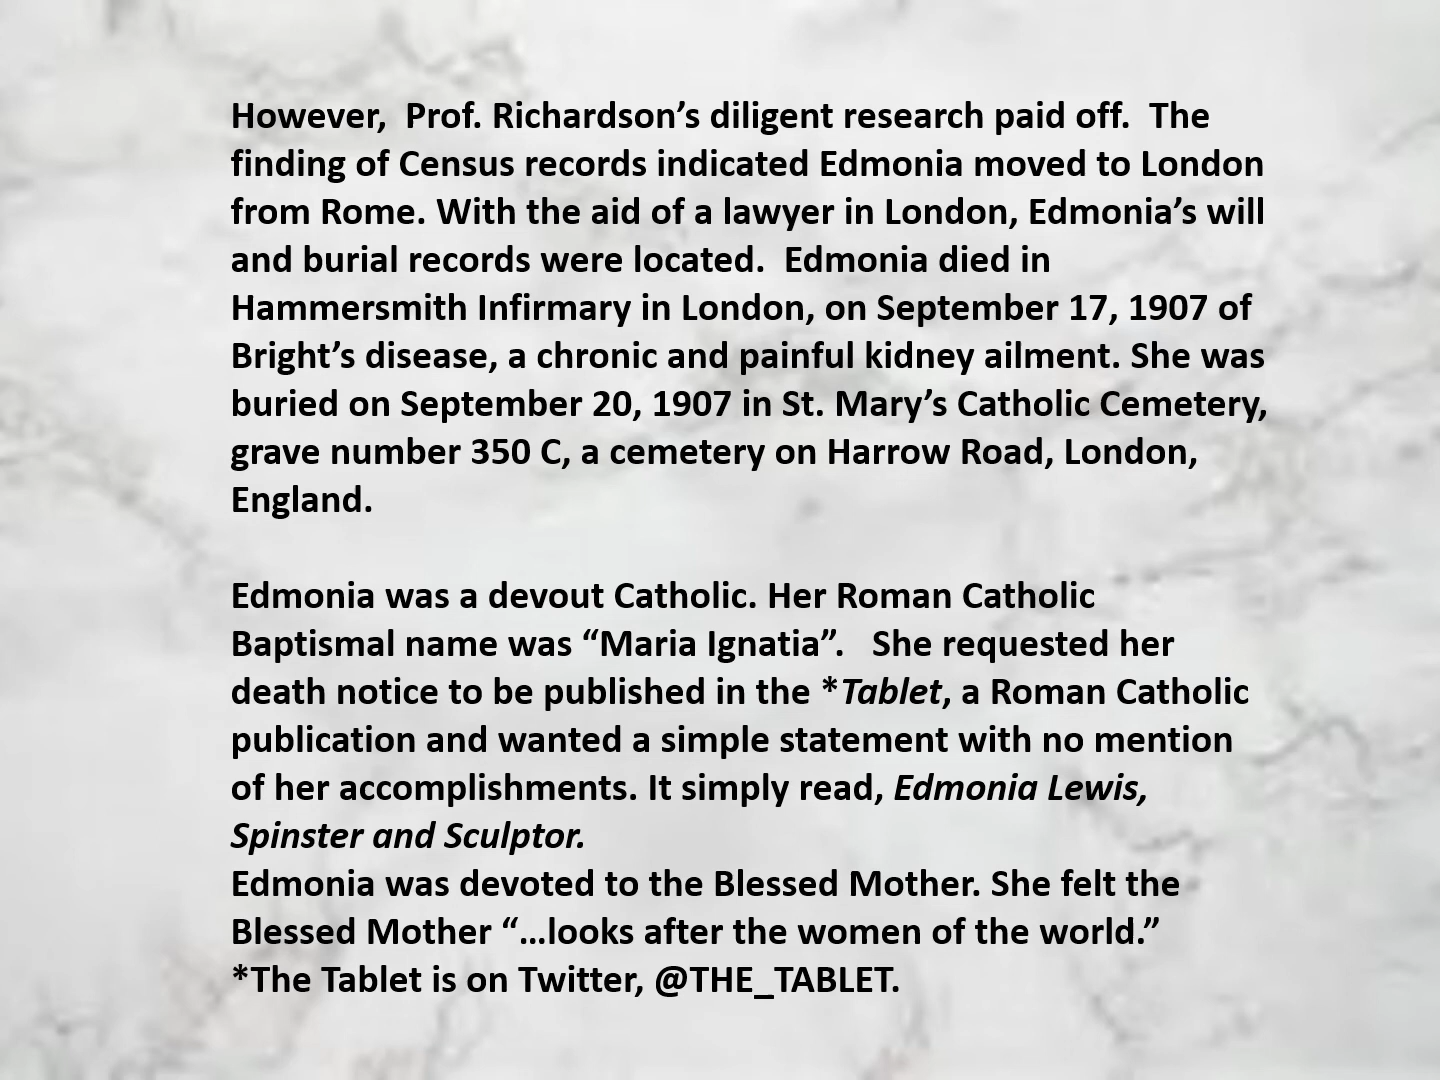 However,  Prof. Richardson’s diligent research paid off.  The
finding of Census records indicated Edmonia moved to London
from Rome. With the aid of a lawyer in London, Edmonia’s will
and burial records were located.  Edmonia died in
Hammersmith Infirmary in London, on September 17, 1907 of
Bright’s disease, a chronic and painful kidney ailment. She was
buried on September 20, 1907 in St. Mary’s Catholic Cemetery,
grave number 350 C, a cemetery on Harrow Road, London,
England.

Edmonia was a devout Catholic. Her Roman Catholic
Baptismal name was “Maria Ignatia”.   She requested her
death notice to be published in the *Tablet, a Roman Catholic
publication and wanted a simple statement with no mention
of her accomplishments. It simply read, Edmonia Lewis,
Spinster and Sculptor.
Edmonia was devoted to the Blessed Mother. She felt the
Blessed Mother “…looks after the women of the world.”
*The Tablet is on Twitter, @THE_TABLET.